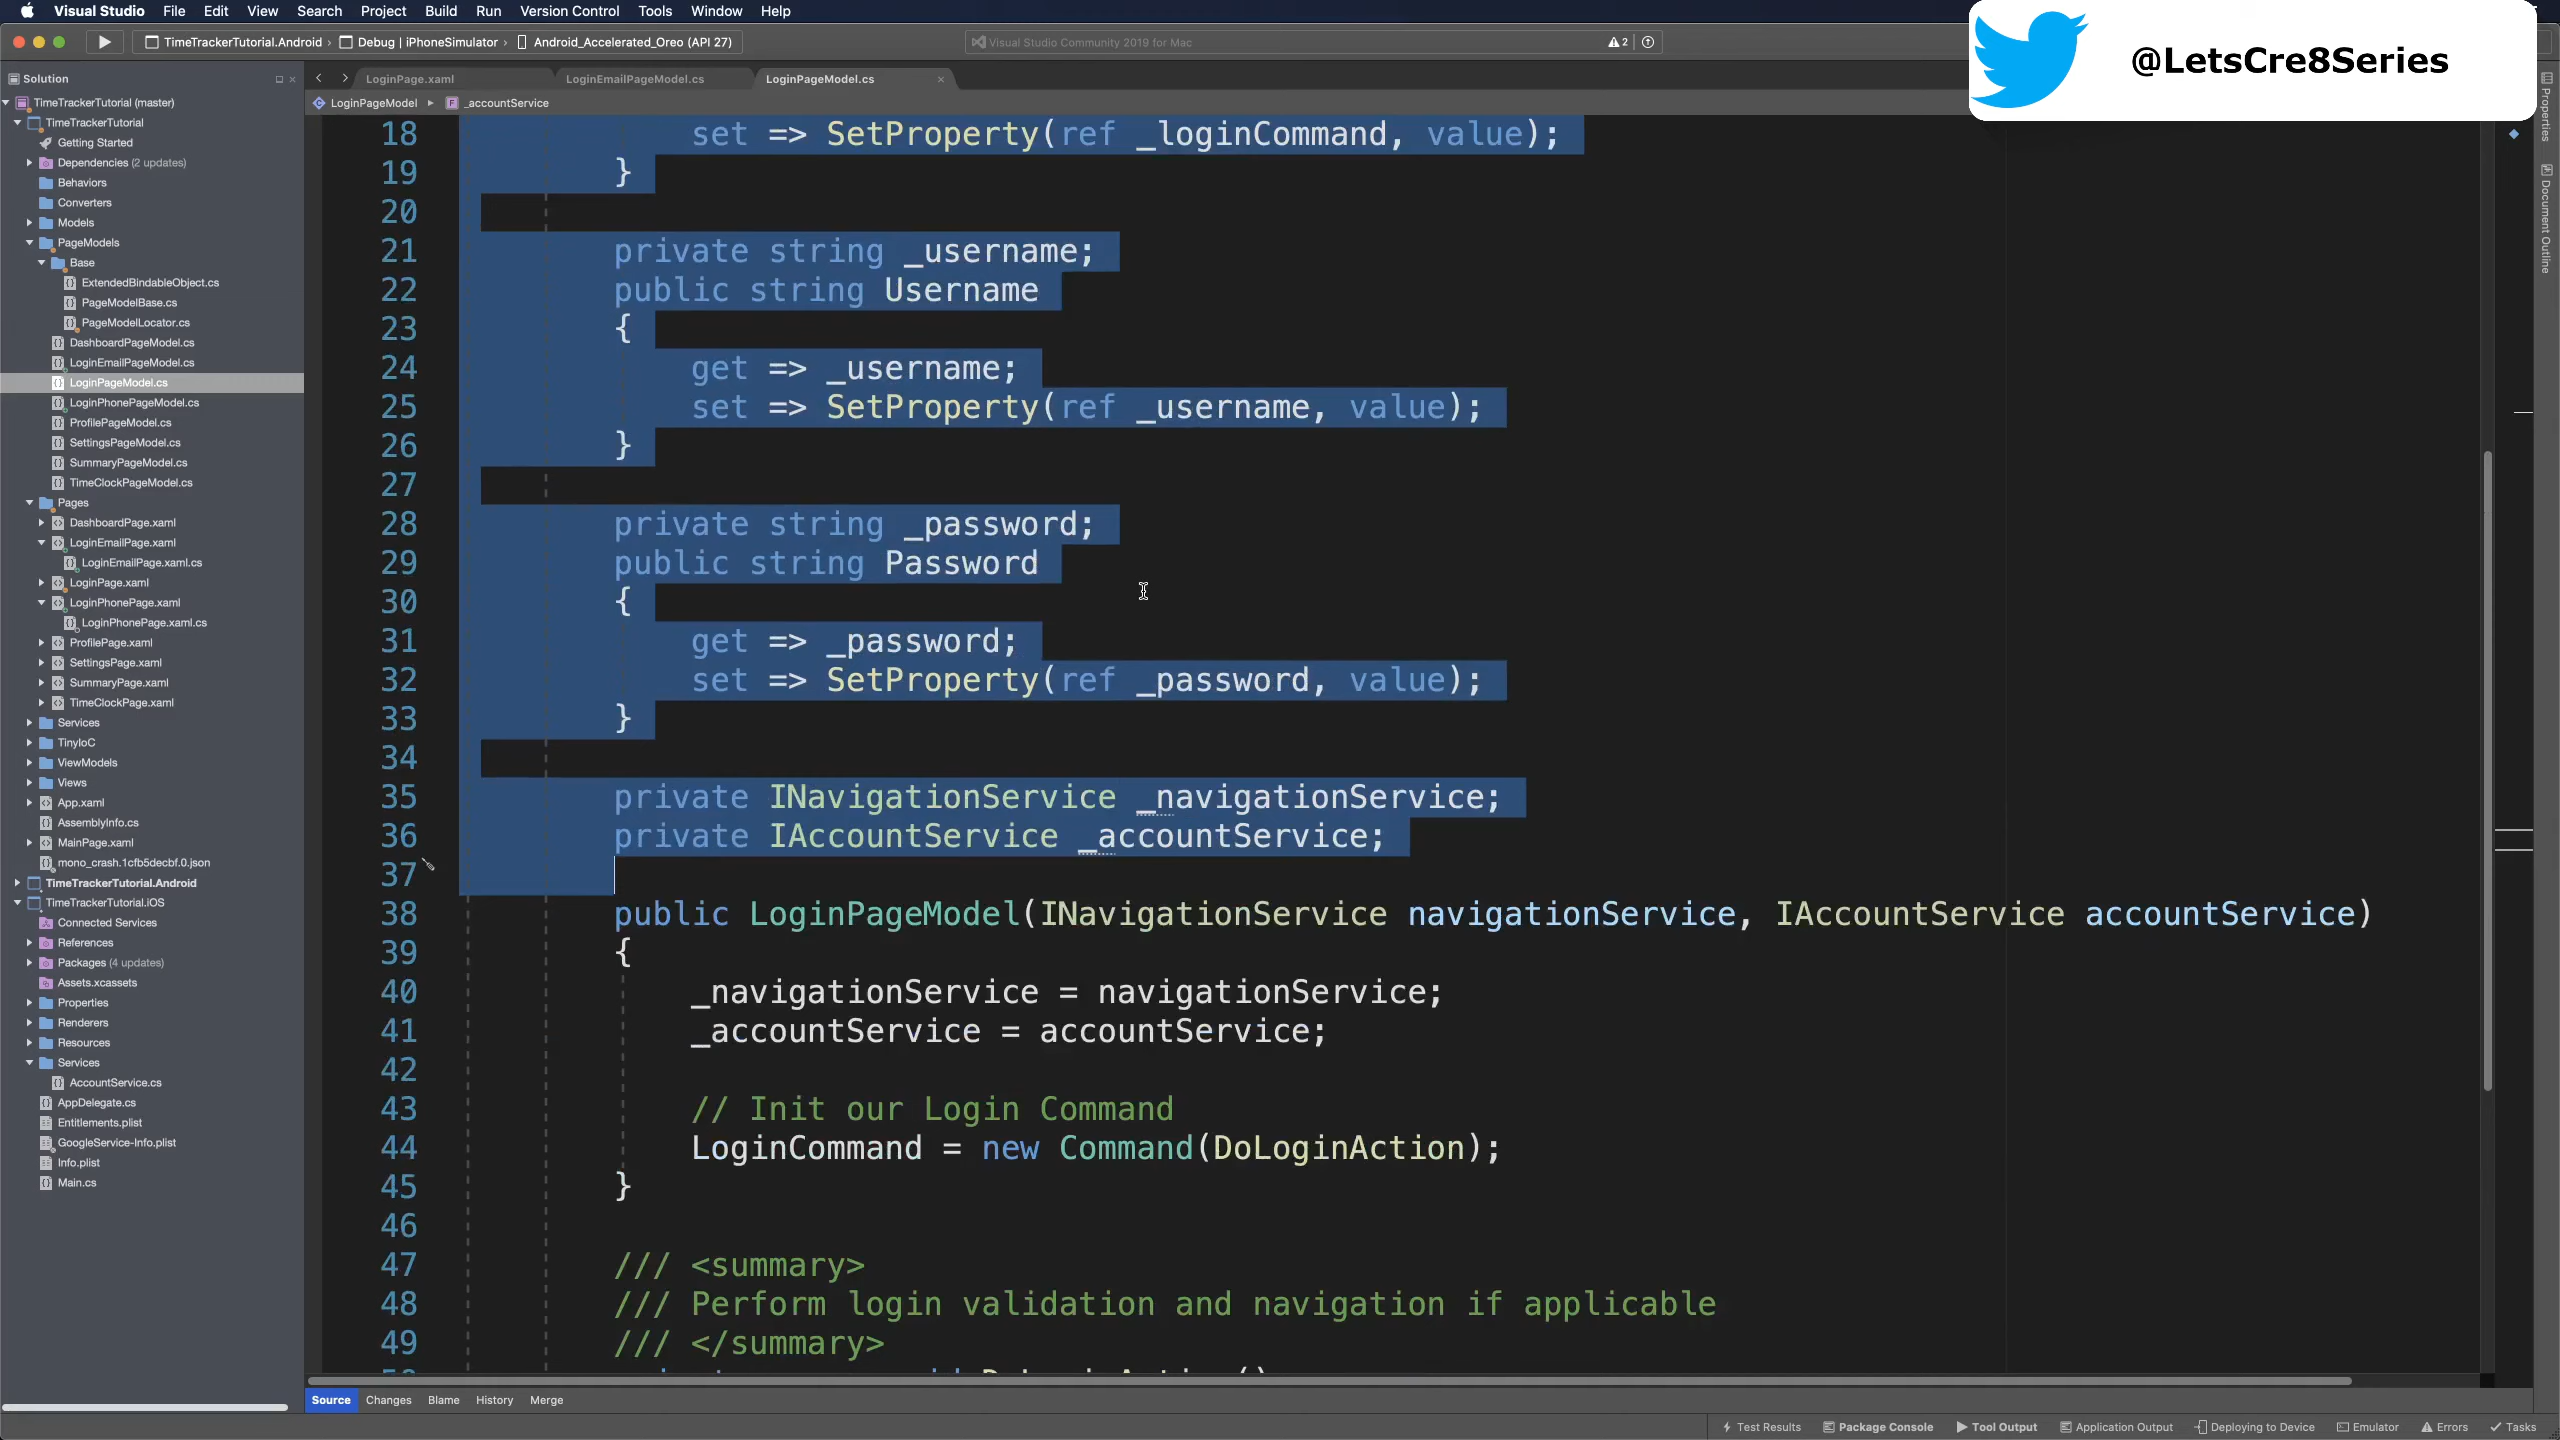 Visual Studio File Edit View Search Project Build Run Version Control Tools Window Help
TimeTrackerTutorial.Android Debug | iPhoneSimulator Android_Accelerated_Oreo (API 27) Visual Studio Community 2019 for Mac 2
@LetsCre8Series
Solution
LoginPage.xaml LoginEmailPageModel.cs LoginPageModel.cs
LoginPageModel _accountService
TimeTrackerTutorial (master)
TimeTrackerTutorial
Getting Started
Dependencies (2 updates)
Behaviors
Converters
Models
PageModels
Base
ExtendedBindableObject.cs
PageModelBase.cs
PageModelLocator.cs
DashboardPageModel.cs
LoginEmailPageModel.cs
LoginPageModel.cs
LoginPhonePageModel.cs
ProfilePageModel.cs
SettingsPageModel.cs
SummaryPageModel.cs
TimeClockPageModel.cs
Pages
DashboardPage.xaml
LoginEmailPage.xaml
LoginEmailPage.xaml.cs
LoginPage.xaml
LoginPhonePage.xaml
LoginPhonePage.xaml.cs
ProfilePage.xaml
SettingsPage.xaml
SummaryPage.xaml
TimeClockPage.xaml
Services
TinyIoC
ViewModels
Views
App.xaml
AssemblyInfo.cs
MainPage.xaml
mono_crash.1cfb5decbf.0.json
TimeTrackerTutorial.Android
TimeTrackerTutorial.iOS
Connected Services
References
Packages (4 updates)
Assets.xcassets
Properties
Renderers
Resources
Services
AccountService.cs
AppDelegate.cs
Entitlements.plist
GoogleService-Info.plist
Info.plist
Main.cs
18 set => SetProperty(ref _loginCommand, value);
19 }
20
21 private string _username;
22 public string Username
23 {
24 get => _username;
25 set => SetProperty(ref _username, value);
26 }
27
28 private string _password;
29 public string Password
30 {
31 get => _password;
32 set => SetProperty(ref _password, value);
33 }
34
35 private INavigationService _navigationService;
36 private IAccountService _accountService;
37
38 public LoginPageModel(INavigationService navigationService, IAccountService accountService)
39 {
40 _navigationService = navigationService;
41 _accountService = accountService;
42
43 // Init our Login Command
44 LoginCommand = new Command(DoLoginAction);
45 }
46
47 /// <summary>
48 /// Perform login validation and navigation if applicable
49 /// </summary>
Properties
Document Outline
Source Changes Blame History Merge
Test Results Package Console Tool Output Application Output Deploying to Device Emulator Errors Tasks